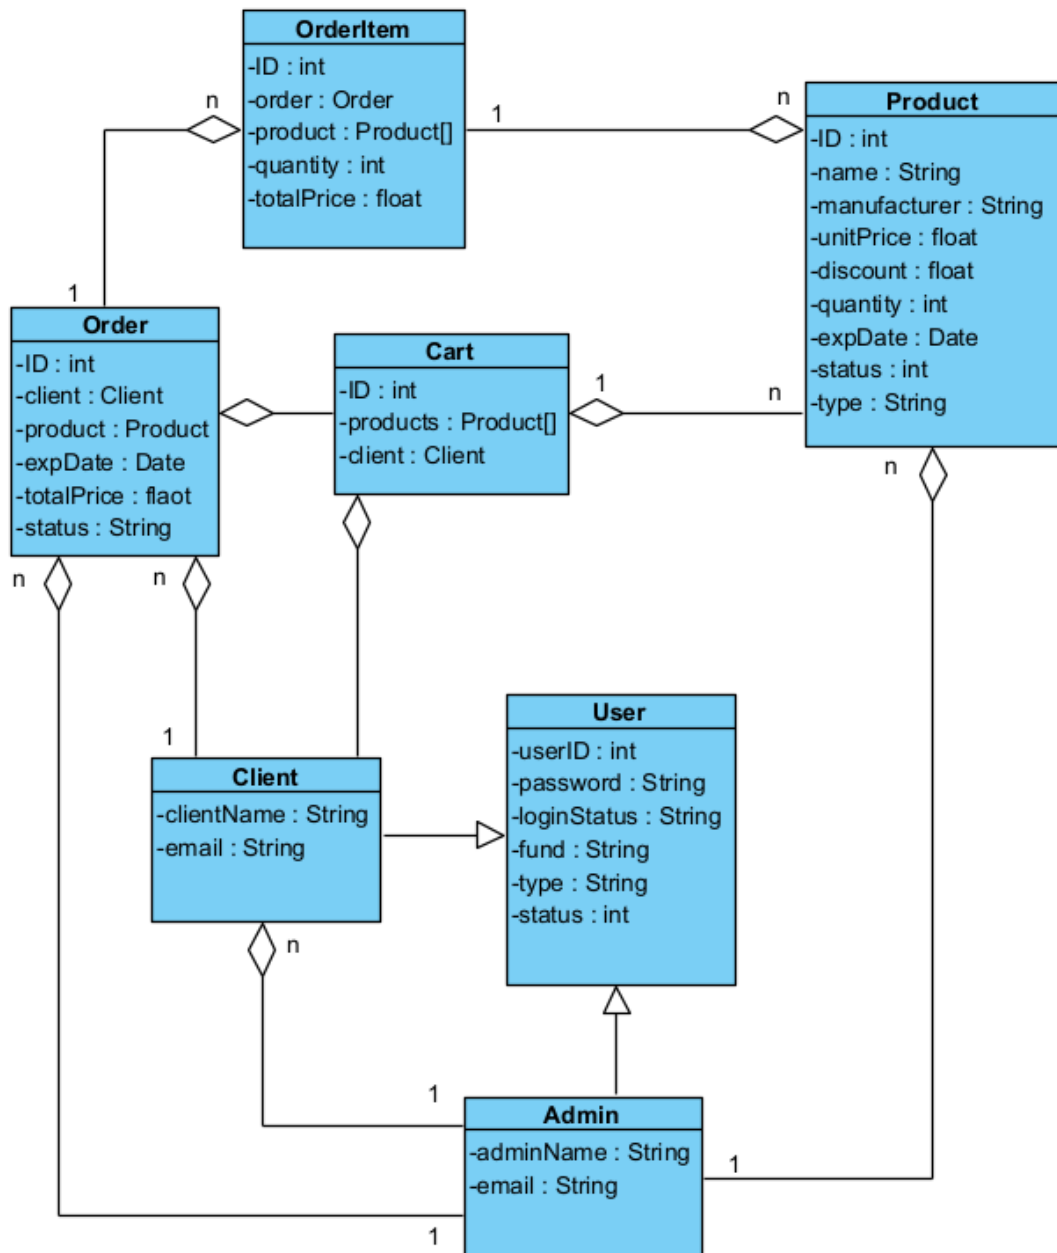 OrderItem
-ID : int
-order : Order
-product : Product[]
-quantity : int
-totalPrice : float
n
1
n
Product
-ID : int
-name : String
-manufacturer : String
-unitPrice : float
-discount : float
-quantity : int
-expDate : Date
-status : int
-type : String
1
Order
-ID : int
-client : Client
-product : Product
-expDate : Date
-totalPrice : flaot
-status : String
Cart
-ID : int
-products : Product[]
-client : Client
1
n
n
n
n
1
Client
-clientName : String
-email : String
User
-userID : int
-password : String
-loginStatus : String
-fund : String
-type : String
-status : int
n
1
Admin
-adminName : String
-email : String
1
1